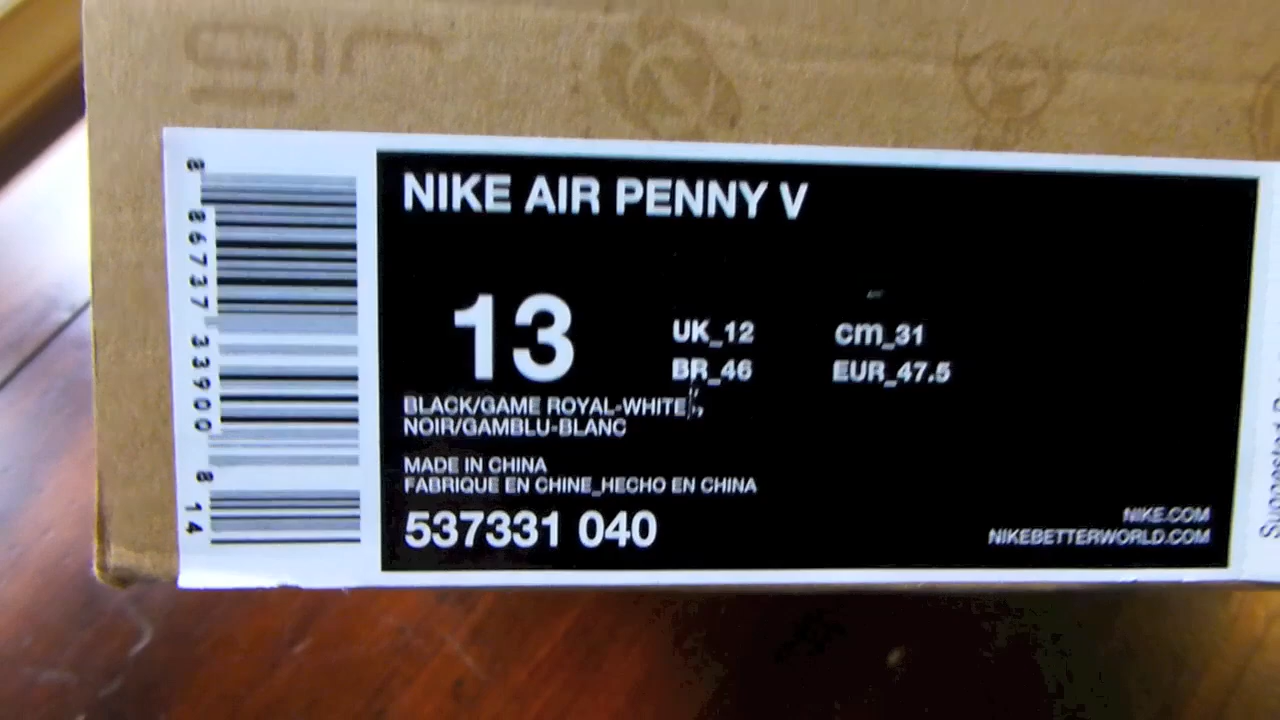 NIKE AIR PENNY V
13
UK_12
cm_31
BR_46
EUR_47.5
BLACK/GAME ROYAL-WHITE
NOIR/GAMBLU-BLANC
MADE IN CHINA
FABRIQUE EN CHINE_HECHO EN CHINA
537331 040
NIKE.COM
NIKEBETTERWORLD.COM
8 86737 33900 8 14